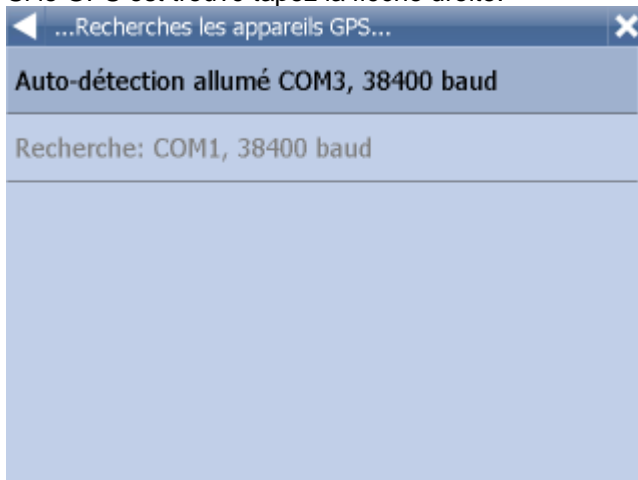 ...Recherches les appareils GPS...
Auto-détection allumé COM3, 38400 baud
Recherche: COM1, 38400 baud